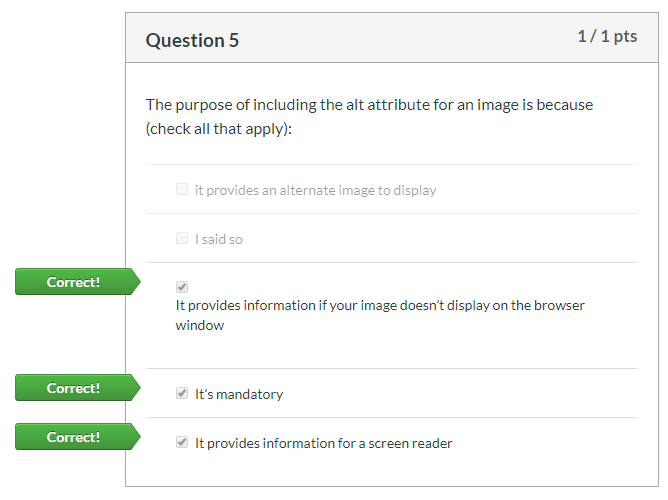 Question 5
1 / 1 pts
The purpose of including the alt attribute for an image is because
(check all that apply):
it provides an alternate image to display
I said so
Correct!
It provides information if your image doesn't display on the browser
window
Correct!
It's mandatory
Correct!
It provides information for a screen reader